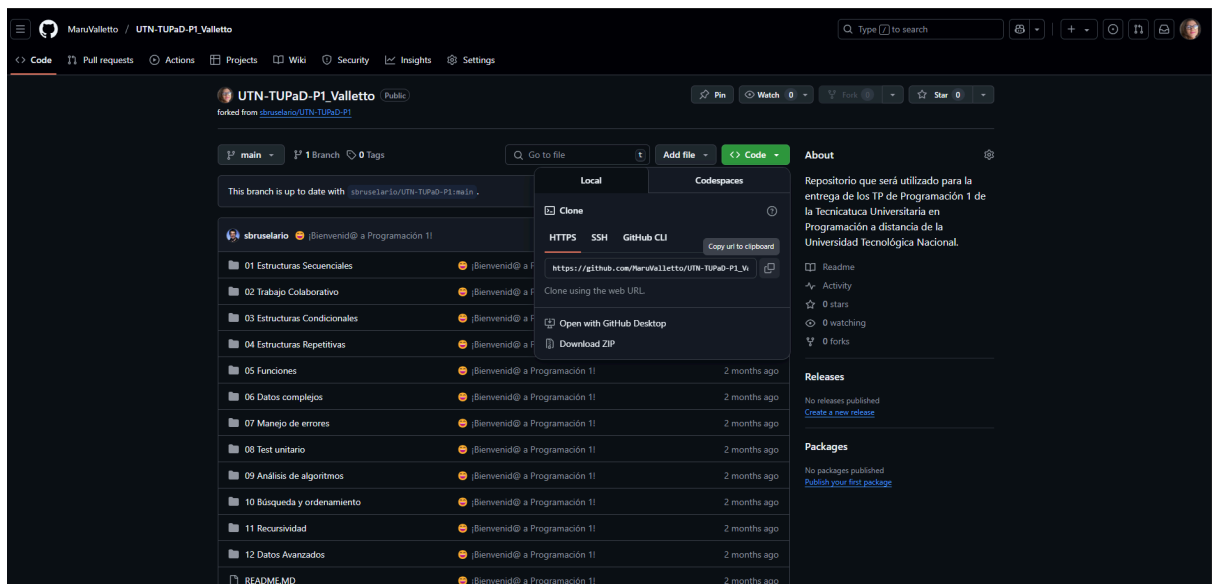 MaruValletto / UTN-TUPaD-P1_Valletto
Type / to search
Code Pull requests Actions Projects Wiki Security Insights Settings
UTN-TUPaD-P1_Valletto Public
Pin Watch 0 Fork 0 Star 0
forked from sbruselario/UTN-TUPaD-P1
main 1 Branch 0 Tags
Go to file t Add file Code
This branch is up to date with sbruselario/UTN-TUPaD-P1:main .
sbruselario ¡Bienvenid@ a Programación 1!
01 Estructuras Secuenciales ¡Bienvenid@ a P
02 Trabajo Colaborativo ¡Bienvenid@ a P
03 Estructuras Condicionales ¡Bienvenid@ a P
04 Estructuras Repetitivas ¡Bienvenid@ a P
05 Funciones ¡Bienvenid@ a Programación 1! 2 months ago
06 Datos complejos ¡Bienvenid@ a Programación 1! 2 months ago
07 Manejo de errores ¡Bienvenid@ a Programación 1! 2 months ago
08 Test unitario ¡Bienvenid@ a Programación 1! 2 months ago
09 Análisis de algoritmos ¡Bienvenid@ a Programación 1! 2 months ago
10 Búsqueda y ordenamiento ¡Bienvenid@ a Programación 1! 2 months ago
11 Recursividad ¡Bienvenid@ a Programación 1! 2 months ago
12 Datos Avanzados ¡Bienvenid@ a Programación 1! 2 months ago
README.MD ¡Bienvenid@ a Programación 1! 2 months ago
Local Codespaces
Clone
HTTPS SSH GitHub CLI
Copy url to clipboard
https://github.com/MaruValletto/UTN-TUPaD-P1_Va
Clone using the web URL.
Open with GitHub Desktop
Download ZIP
About
Repositorio que será utilizado para la
entrega de los TP de Programación 1 de
la Tecnicatuca Universitaria en
Programación a distancia de la
Universidad Tecnológica Nacional.
Readme
Activity
0 stars
0 watching
0 forks
Releases
No releases published
Create a new release
Packages
No packages published
Publish your first package